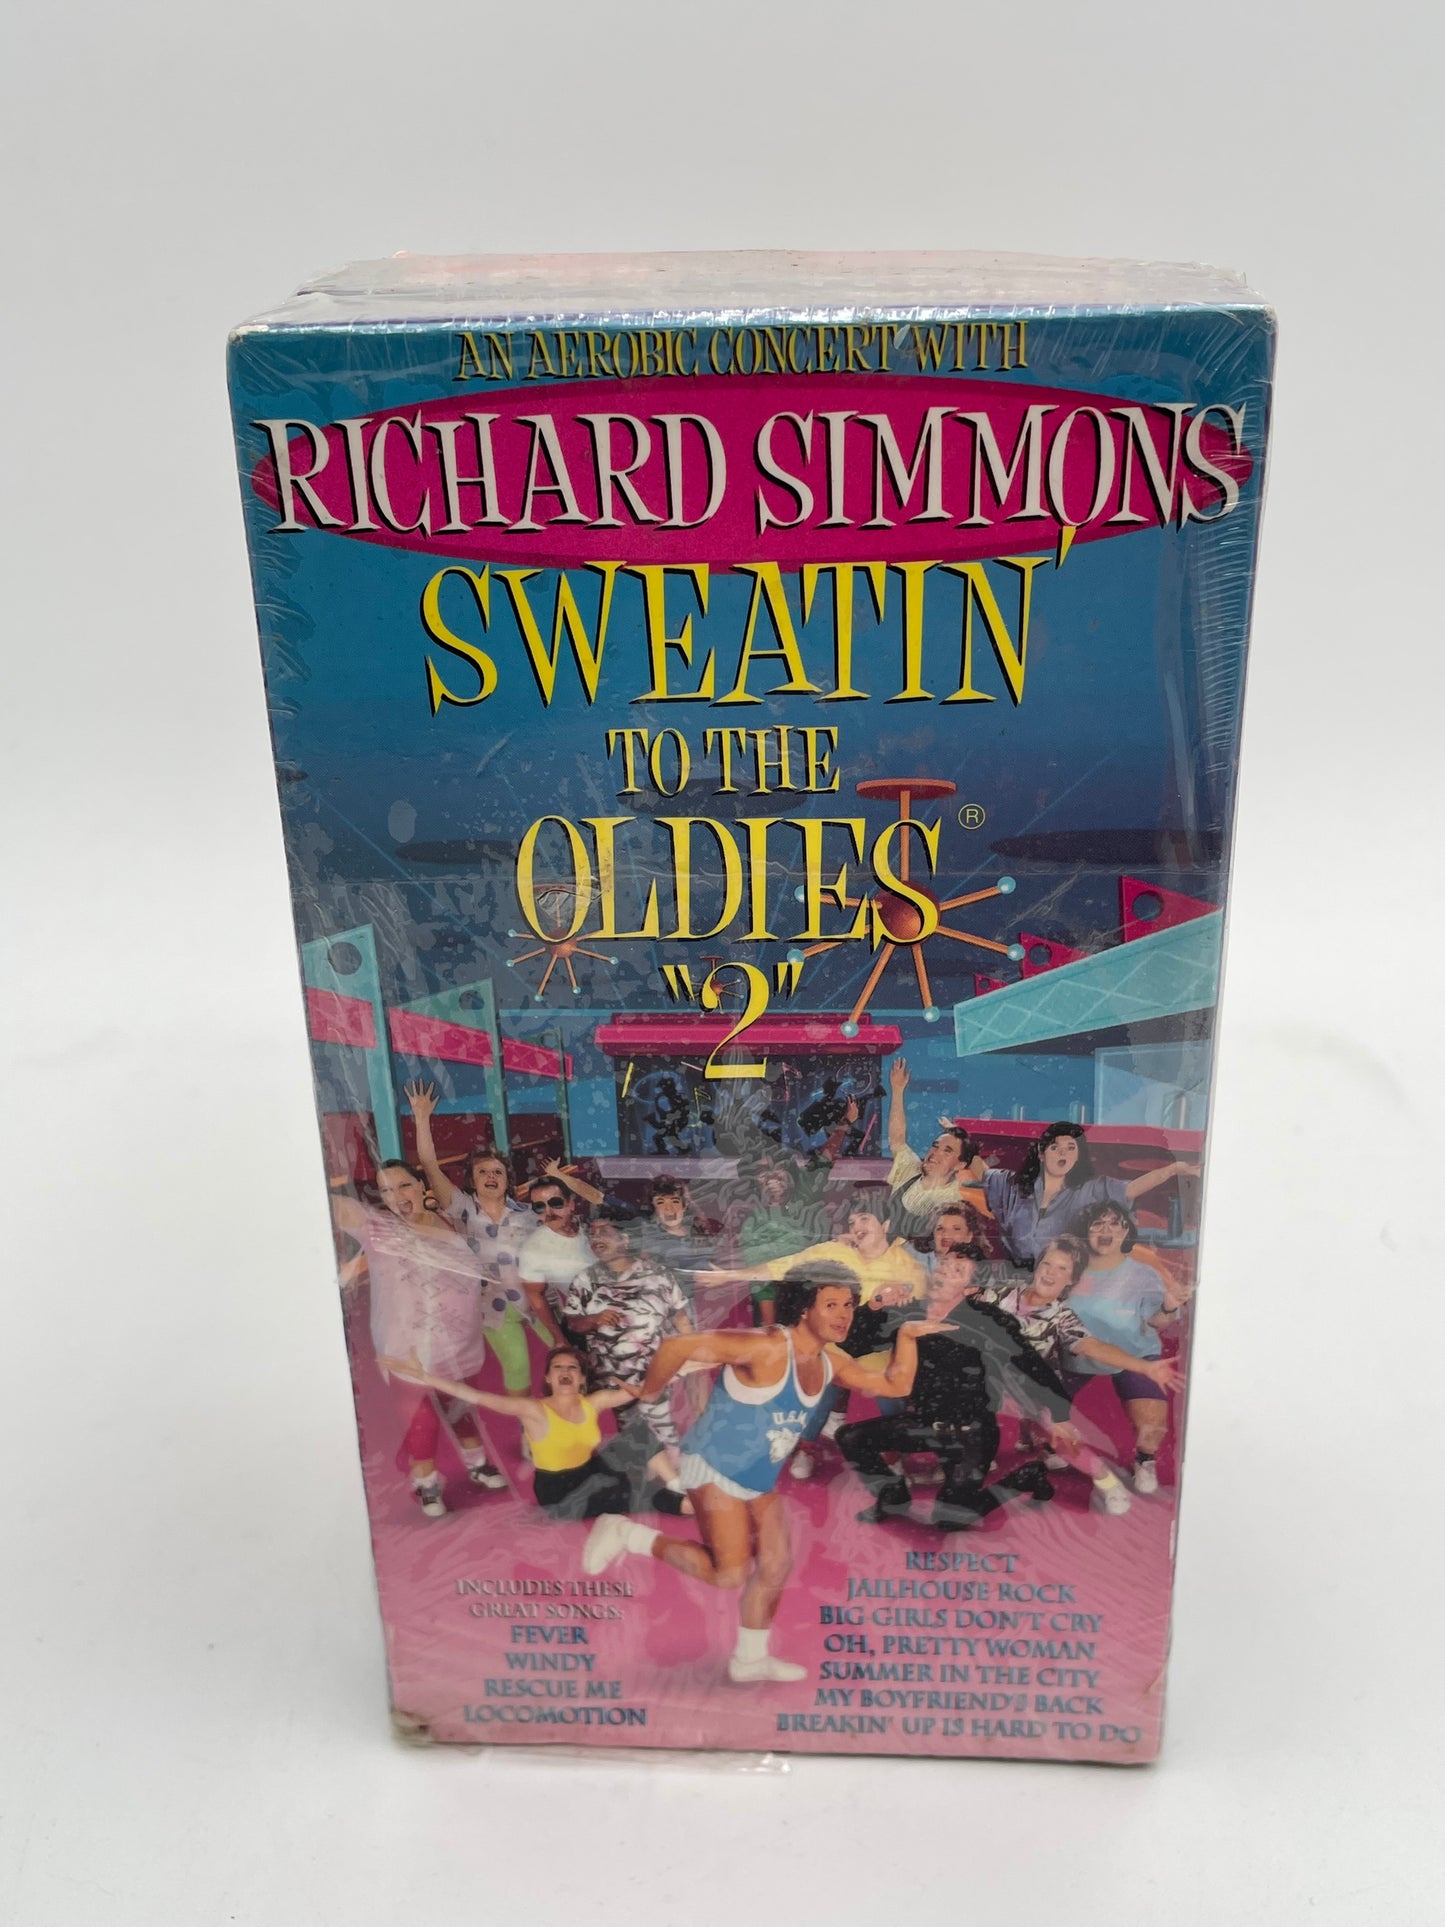 AN AEROBIC CONCERT WITH
RICHARD SIMMONS
SWEATIN'
TO THE
OLDIES ®
"2"
U.S.
INCLUDES THESE
GREAT SONGS:
FEVER
WINDY
RESCUE ME
LOCOMOTION
RESPECT
JAILHOUSE ROCK
BIG GIRLS DON'T CRY
OH, PRETTY WOMAN
SUMMER IN THE CITY
MY BOYFRIEND'S BACK
BREAKIN' UP IS HARD TO DO